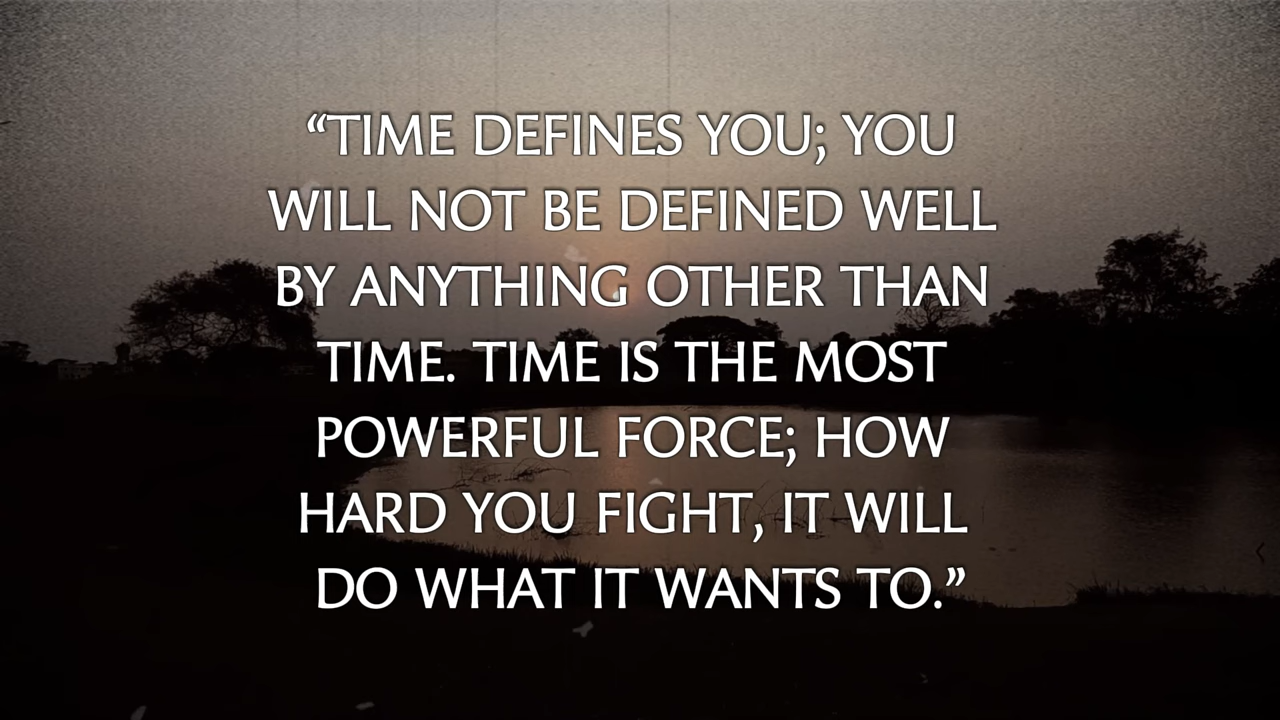 “TIME DEFINES YOU; YOU
WILL NOT BE DEFINED WELL
BY ANYTHING OTHER THAN
TIME. TIME IS THE MOST
POWERFUL FORCE; HOW
HARD YOU FIGHT, IT WILL
DO WHAT IT WANTS TO.”